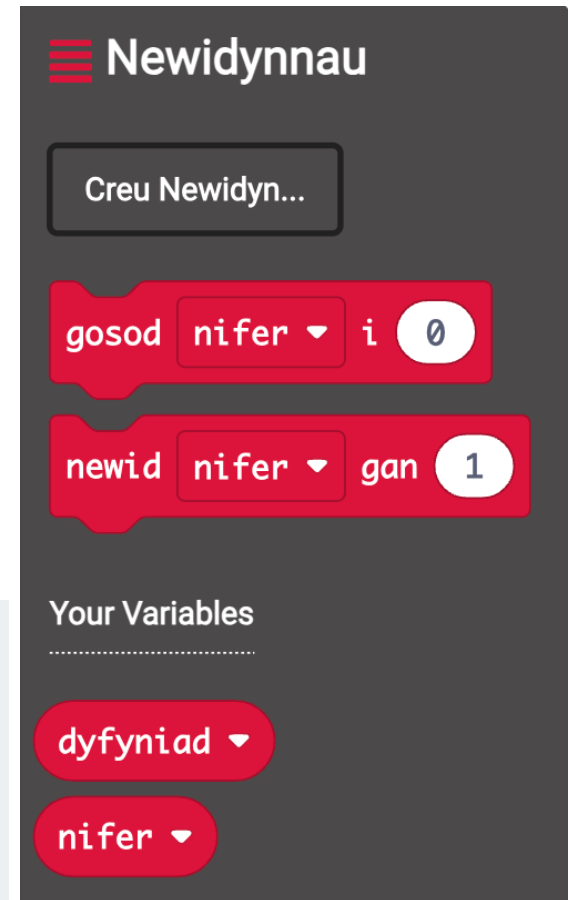 Newidynnau
Creu Newidyn...
gosod nifer i 0
newid nifer gan 1
Your Variables
dyfyniad
nifer